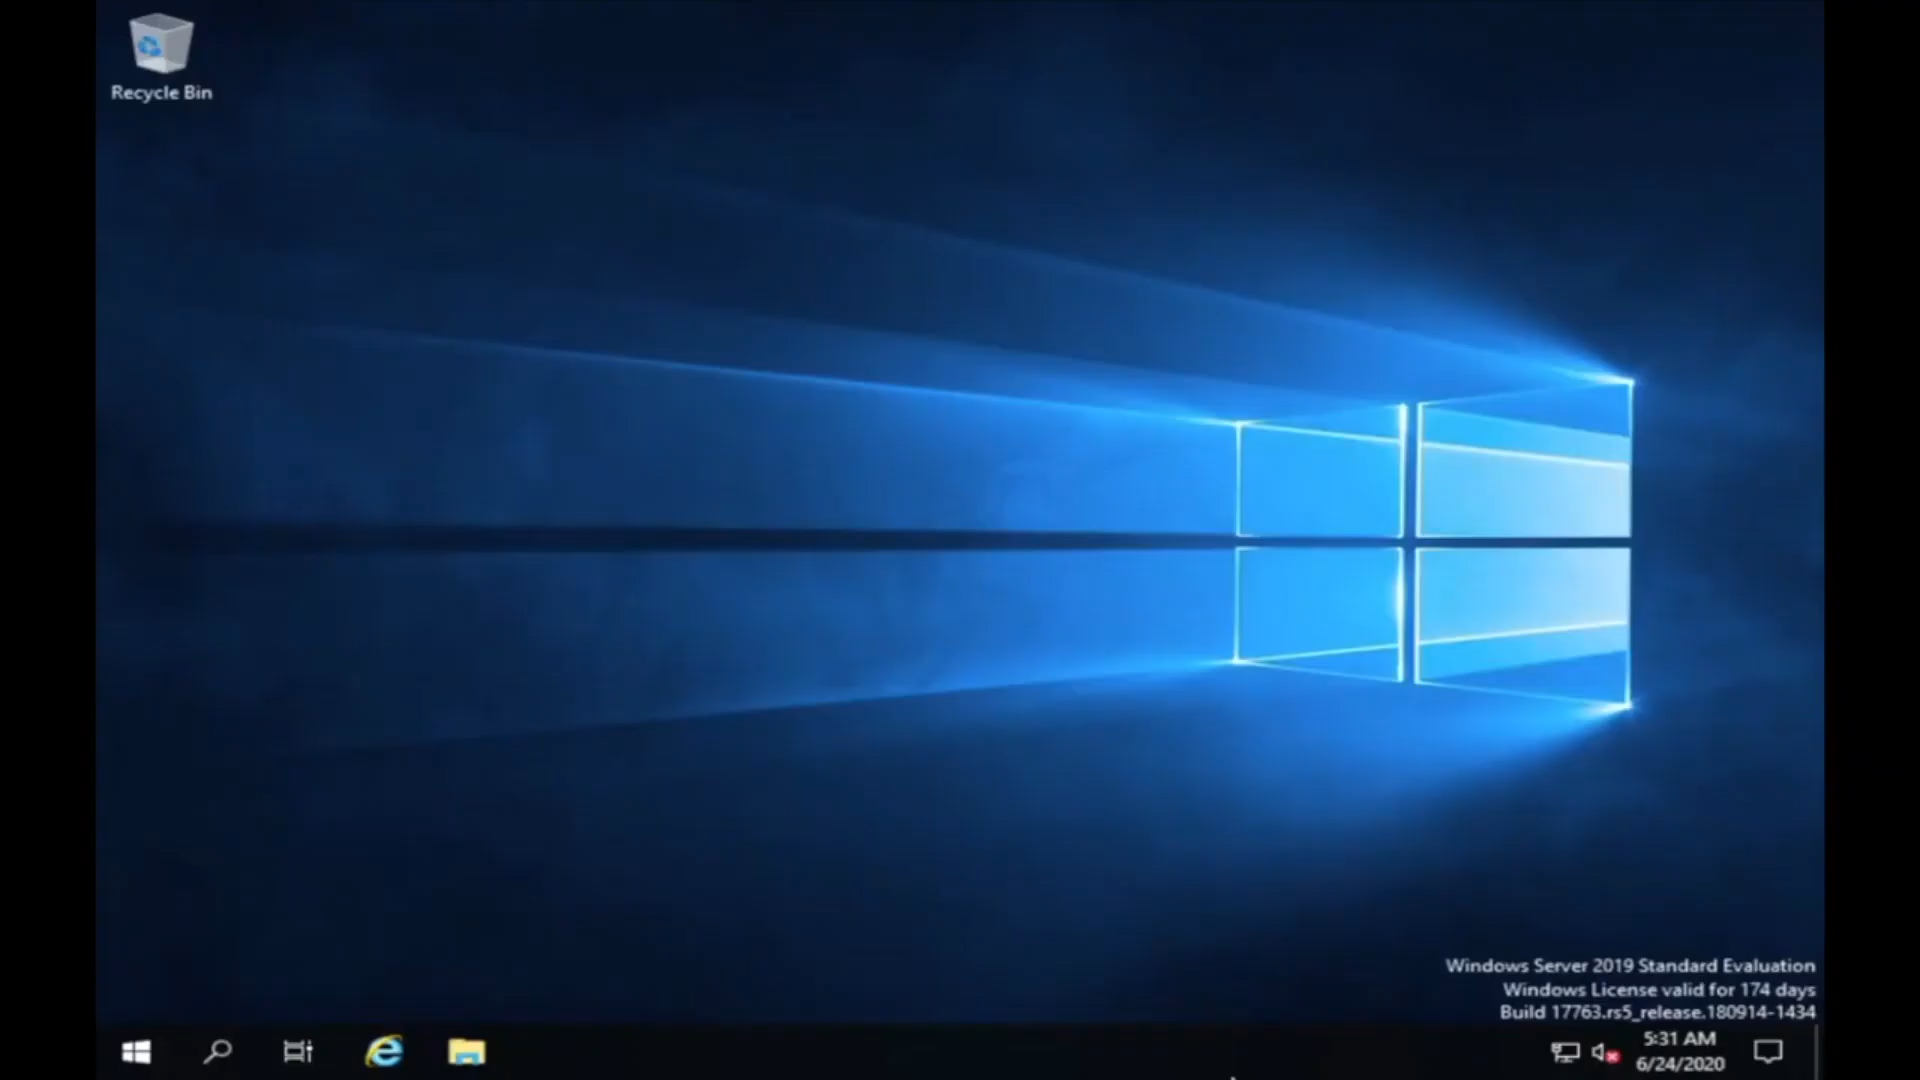 Recycle Bin
Windows Server 2019 Standard Evaluation
Windows License valid for 174 days
Build 17763.rs5_release.180914-1434
5:31 AM
6/24/2020